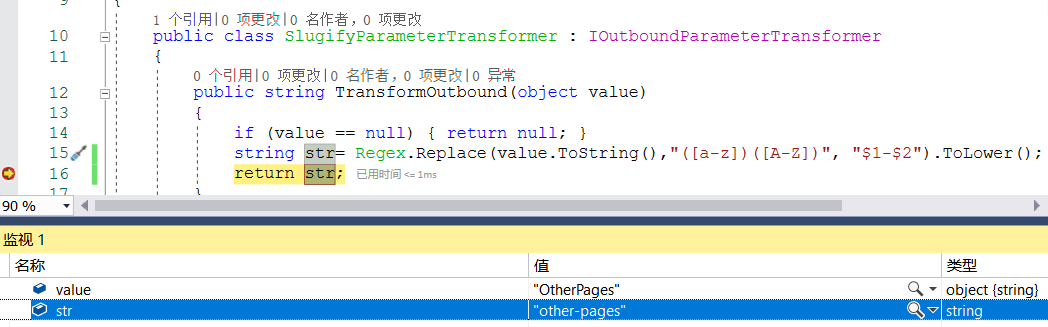 9 {
1 个引用|0 项更改|0 名作者，0 项更改
10 public class SlugifyParameterTransformer : IOutboundParameterTransformer
11 {
0 个引用|0 项更改|0 名作者，0 项更改|0 异常
12 public string TransformOutbound(object value)
13 {
14 if (value == null) { return null; }
15 string str= Regex.Replace(value.ToString(),"([a-z])([A-Z])", "$1-$2").ToLower();
16 return str; 已用时间 <= 1ms
17 }
90 %
监视 1
名称 值 类型
value "OtherPages" object {string}
str "other-pages" string